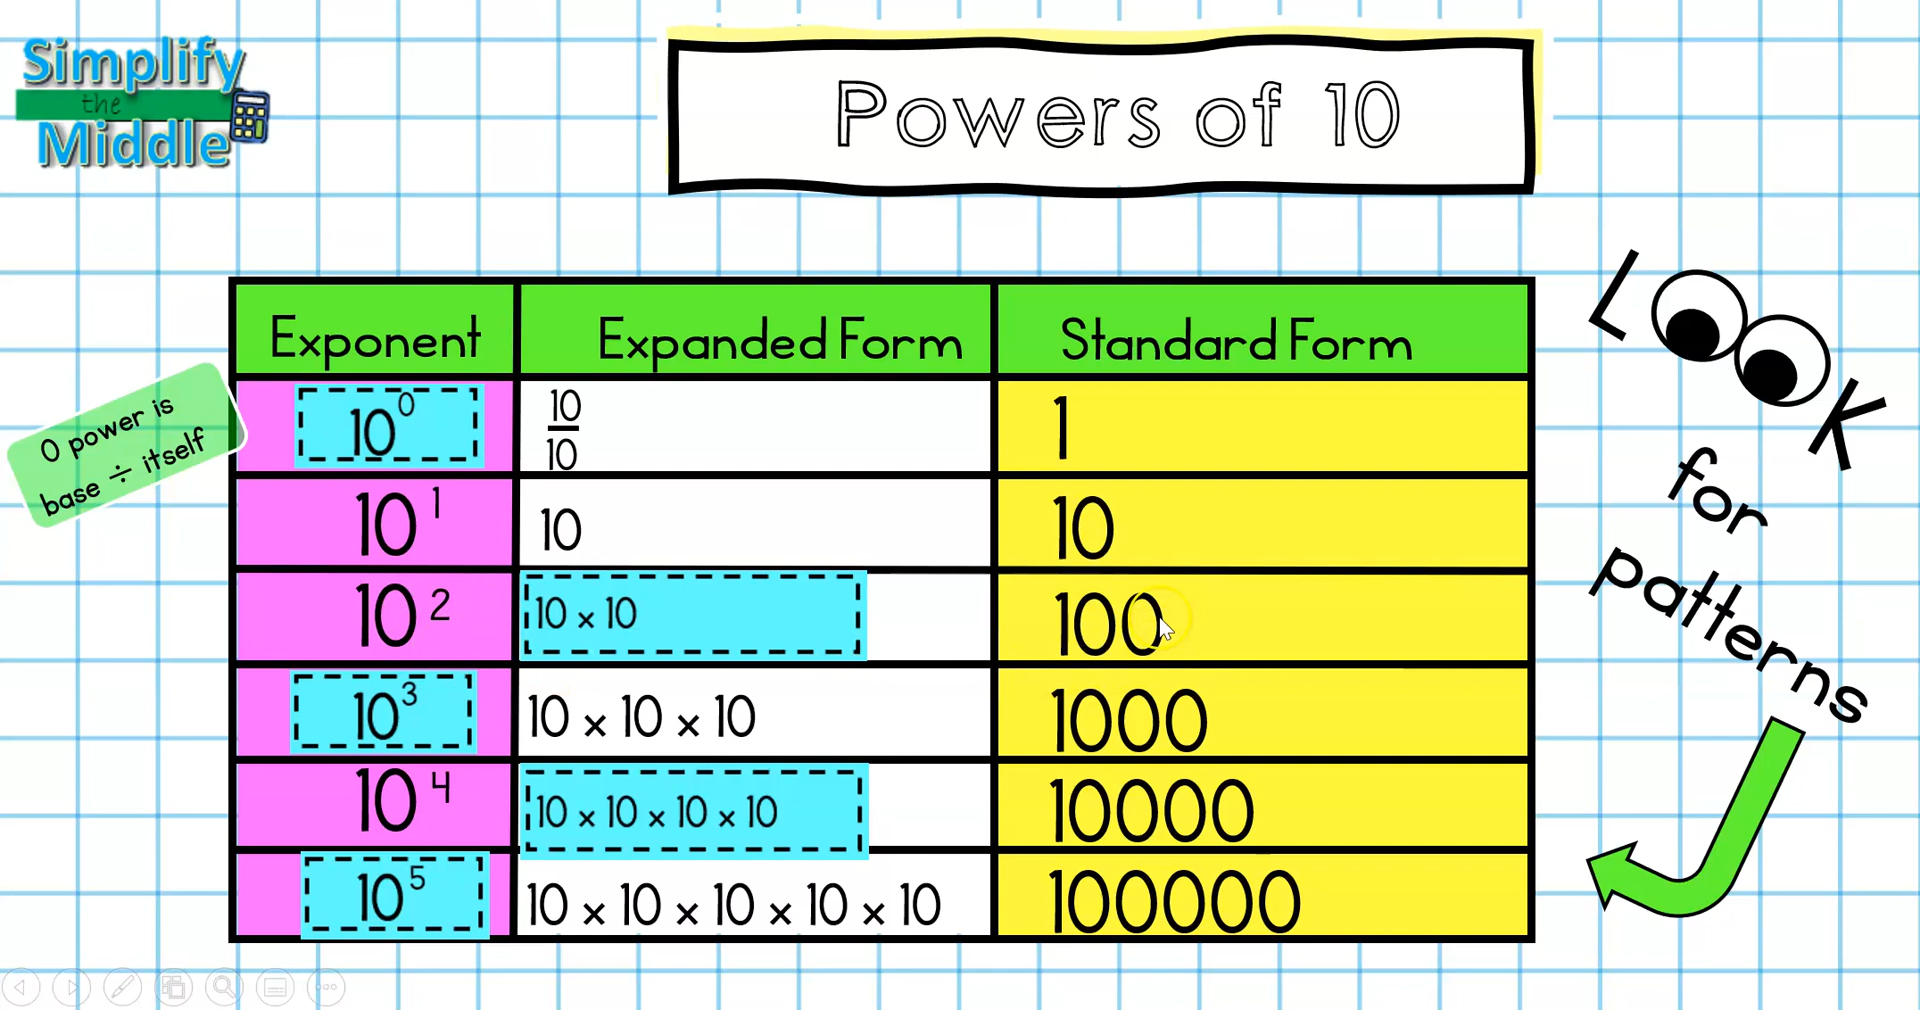 Simplify
the
Middle
Powers of 10
LOOK
for
patterns
Exponent Expanded Form Standard Form
0 power is
base ÷ itself
10⁰ 10/10 1
10¹ 10 10
10² 10 × 10 100
10³ 10 × 10 × 10 1000
10⁴ 10 × 10 × 10 × 10 10000
10⁵ 10 × 10 × 10 × 10 × 10 100000